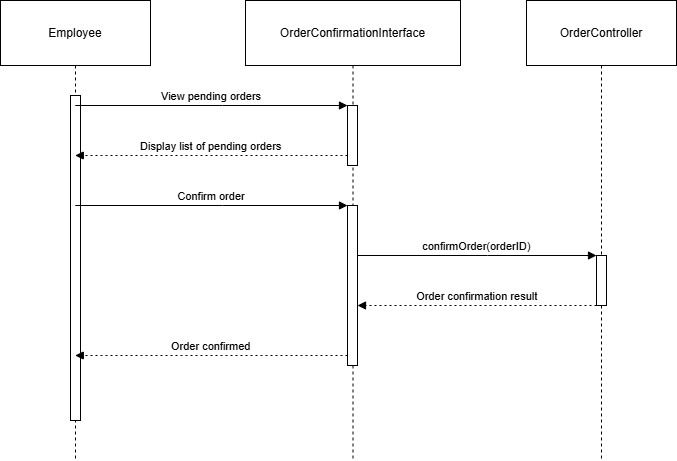 Employee
OrderConfirmationInterface
OrderController
View pending orders
Display list of pending orders
Confirm order
confirmOrder(orderID)
Order confirmation result
Order confirmed